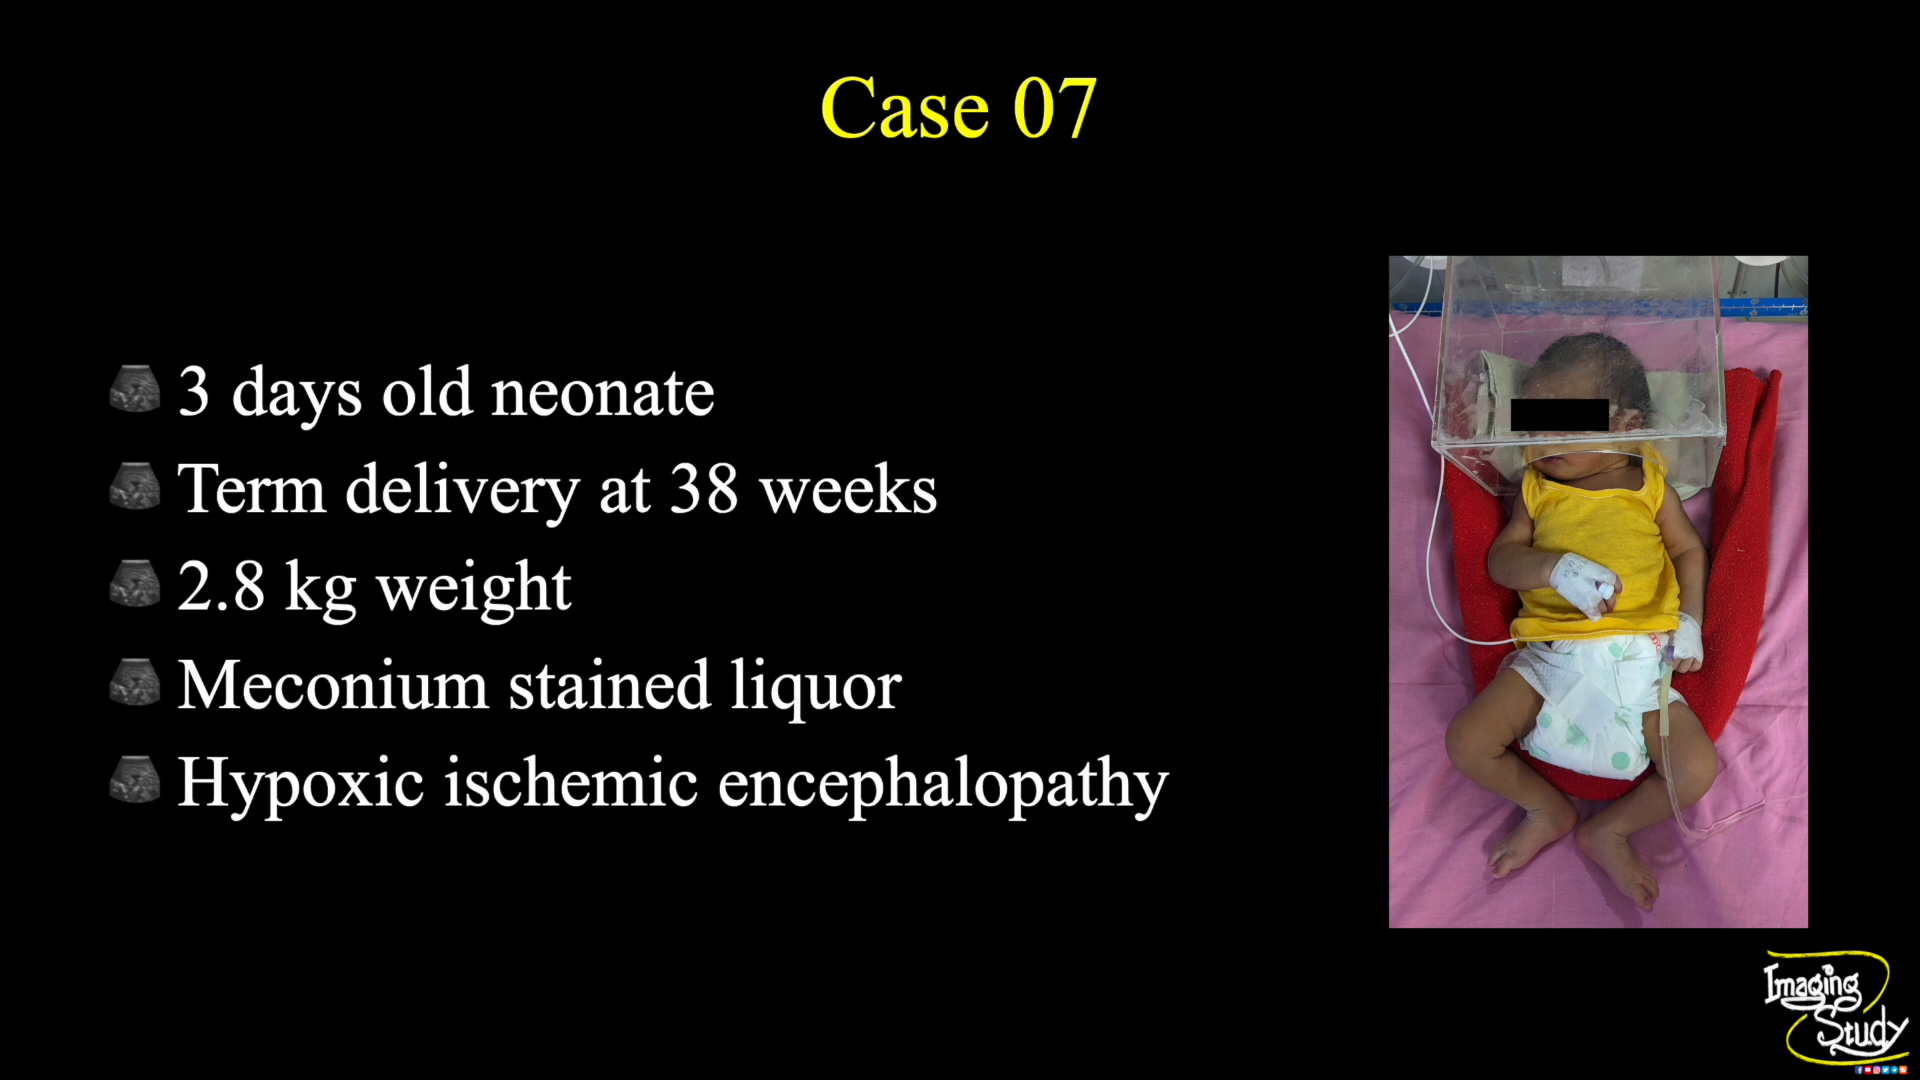 Case 07
3 days old neonate
Term delivery at 38 weeks
2.8 kg weight
Meconium stained liquor
Hypoxic ischemic encephalopathy
Imaging
Study